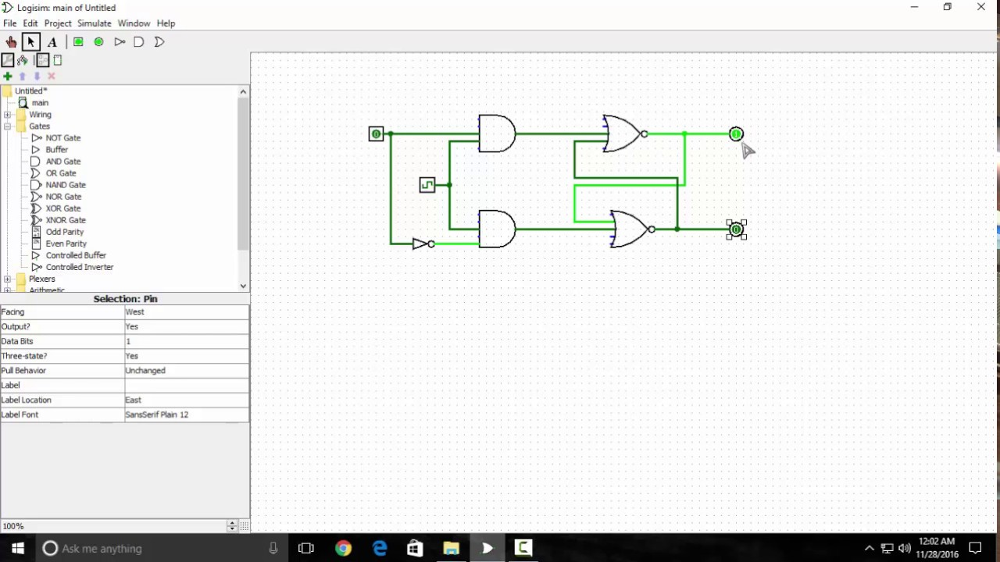 Logisim: main of Untitled
File Edit Project Simulate Window Help
A
Untitled*
main
Wiring
Gates
NOT Gate
Buffer
AND Gate
OR Gate
NAND Gate
NOR Gate
XOR Gate
XNOR Gate
Odd Parity
Even Parity
Controlled Buffer
Controlled Inverter
Plexers
Arithmetic
Selection: Pin
Facing West
Output? Yes
Data Bits 1
Three-state? Yes
Pull Behavior Unchanged
Label
Label Location East
Label Font SansSerif Plain 12
0
1
0
100%
Ask me anything
12:02 AM
11/28/2016